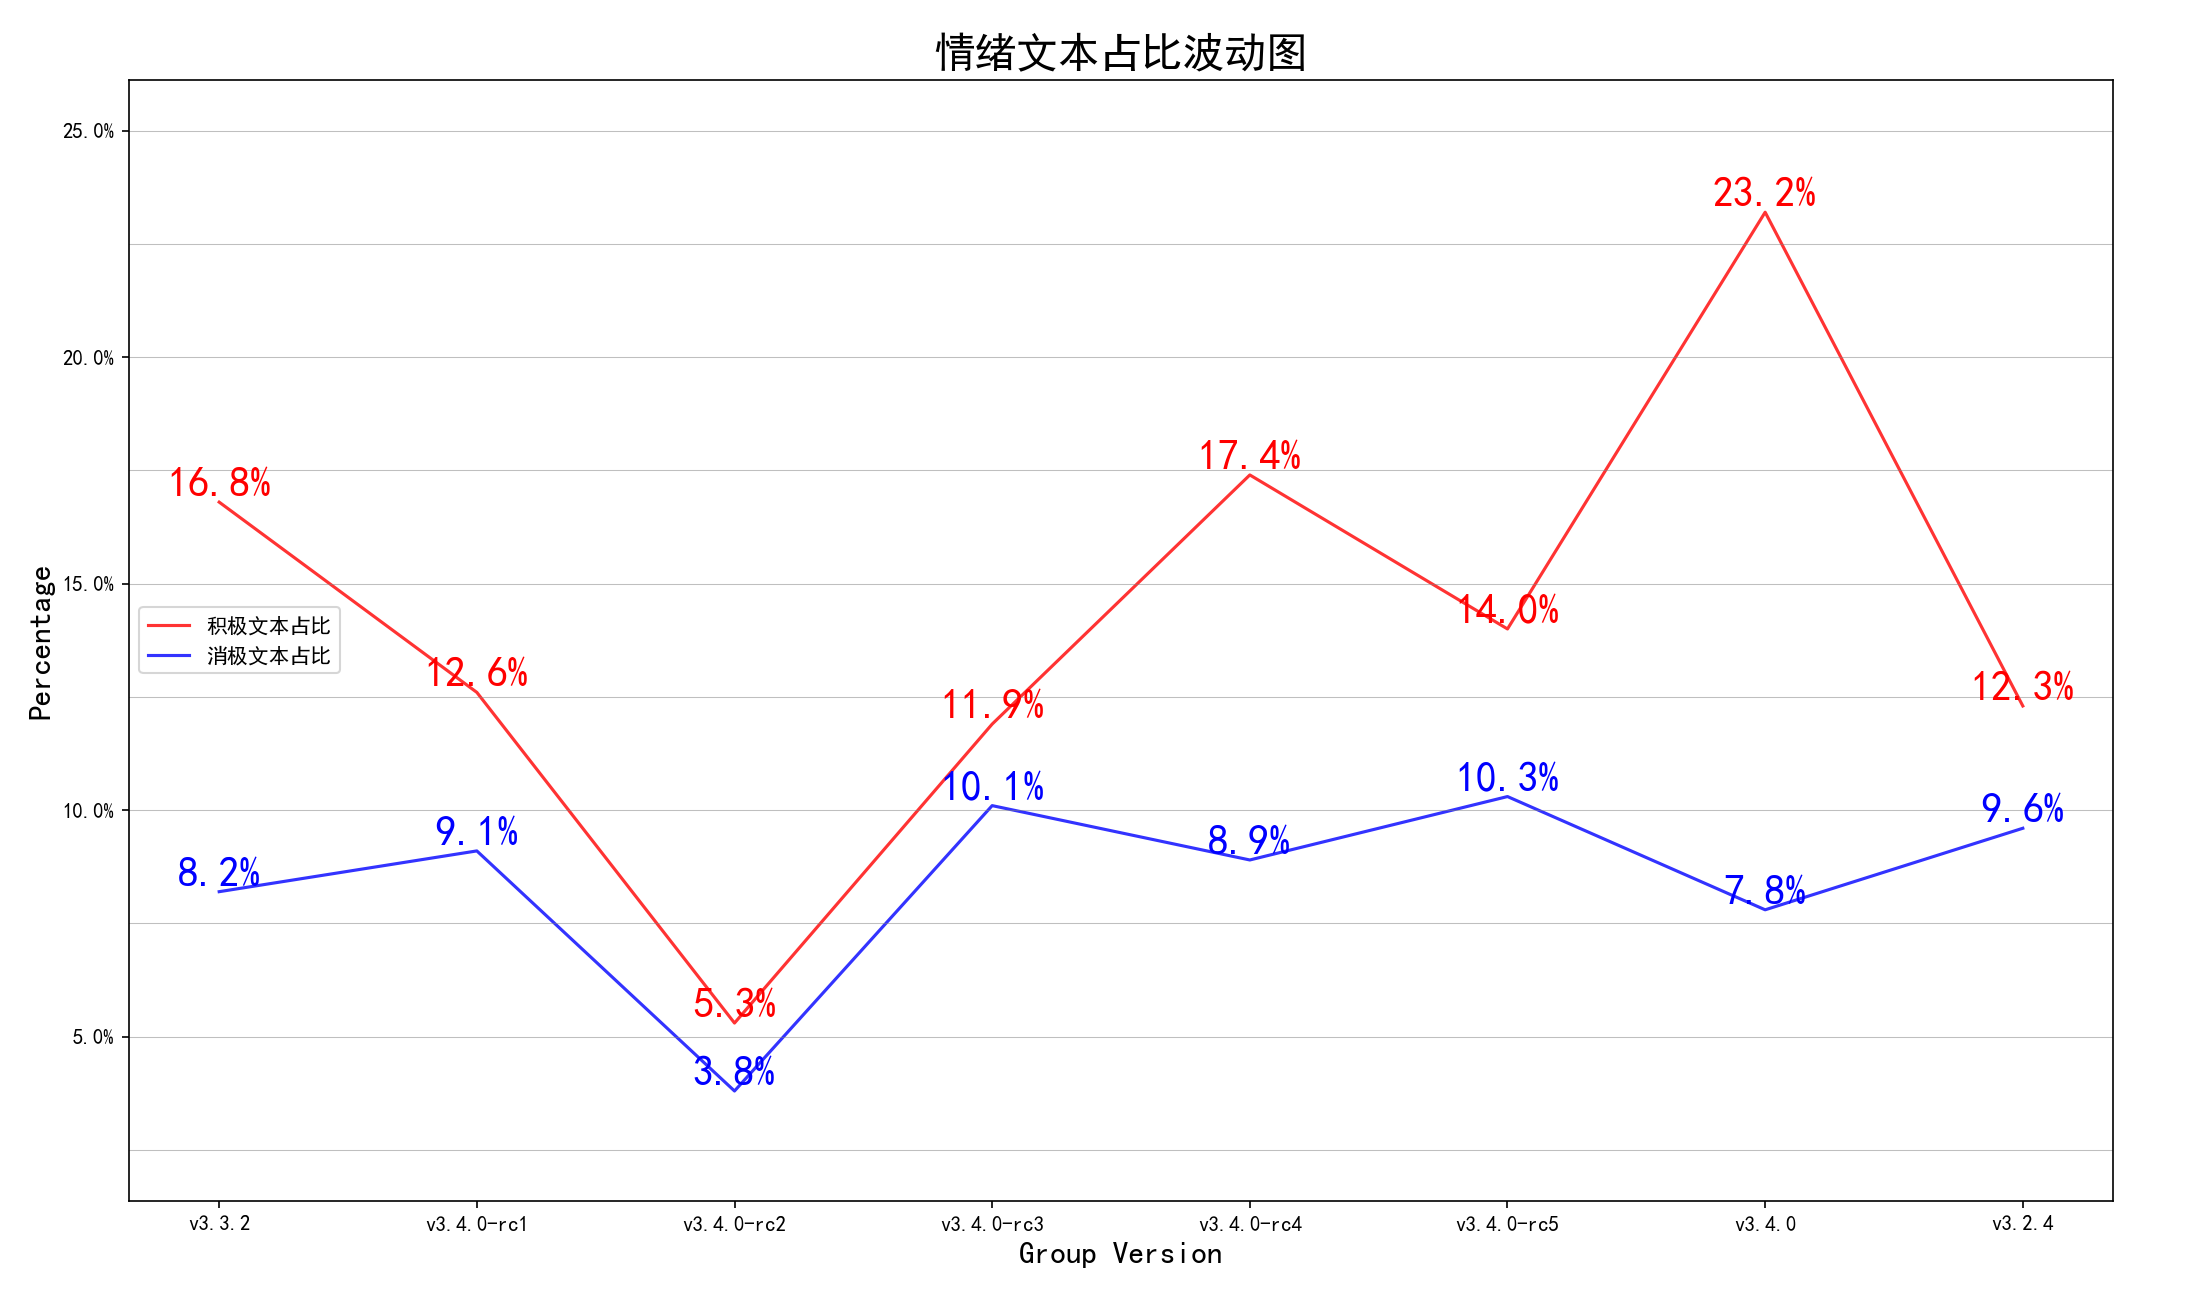 情绪文本占比波动图
25.0%
20.0%
15.0%
10.0%
5.0%
Percentage
积极文本占比
消极文本占比
16.8%
12.6%
5.3%
11.9%
17.4%
14.0%
23.2%
12.3%
8.2%
9.1%
3.8%
10.1%
8.9%
10.3%
7.8%
9.6%
v3.3.2
v3.4.0-rc1
v3.4.0-rc2
v3.4.0-rc3
v3.4.0-rc4
v3.4.0-rc5
v3.4.0
v3.2.4
Group Version